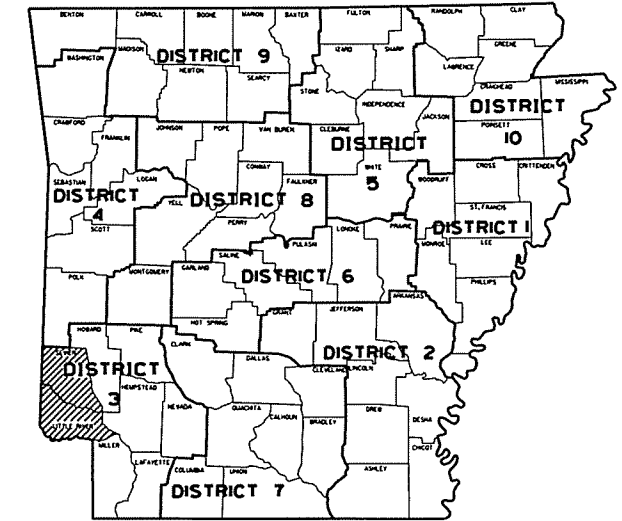 BENTON CARROLL BOONE MARION BAXTER FULTON RANDOLPH CLAY
MADISON DISTRICT 9 IZARD SHARP GREENE
WASHINGTON NEWTON SEARCY STONE LAWRENCE
CRAIGHEAD MISSISSIPPI
INDEPENDENCE DISTRICT
JACKSON POINSETT 10
CRAWFORD FRANKLIN JOHNSON POPE VAN BUREN CLEBURNE
DISTRICT
CONWAY WHITE CROSS CRITTENDEN
SEBASTIAN LOGAN FAULKNER 5 WOODRUFF
DISTRICT YELL DISTRICT 8
4 ST. FRANCIS
PERRY DISTRICT 1
SCOTT PULASKI LONOKE PRAIRIE MONROE LEE
SALINE
POLK MONTGOMERY GARLAND DISTRICT 6
PHILLIPS
ARKANSAS
HOT SPRING GRANT JEFFERSON
HOWARD PIKE CLARK
DISTRICT 2
DALLAS
DISTRICT CLEVELAND LINCOLN
3 HEMPSTEAD
NEVADA OUACHITA CALHOUN DREW
LITTLE RIVER BRADLEY DESHA
MILLER CHICOT
LAFAYETTE COLUMBIA UNION ASHLEY
DISTRICT 7